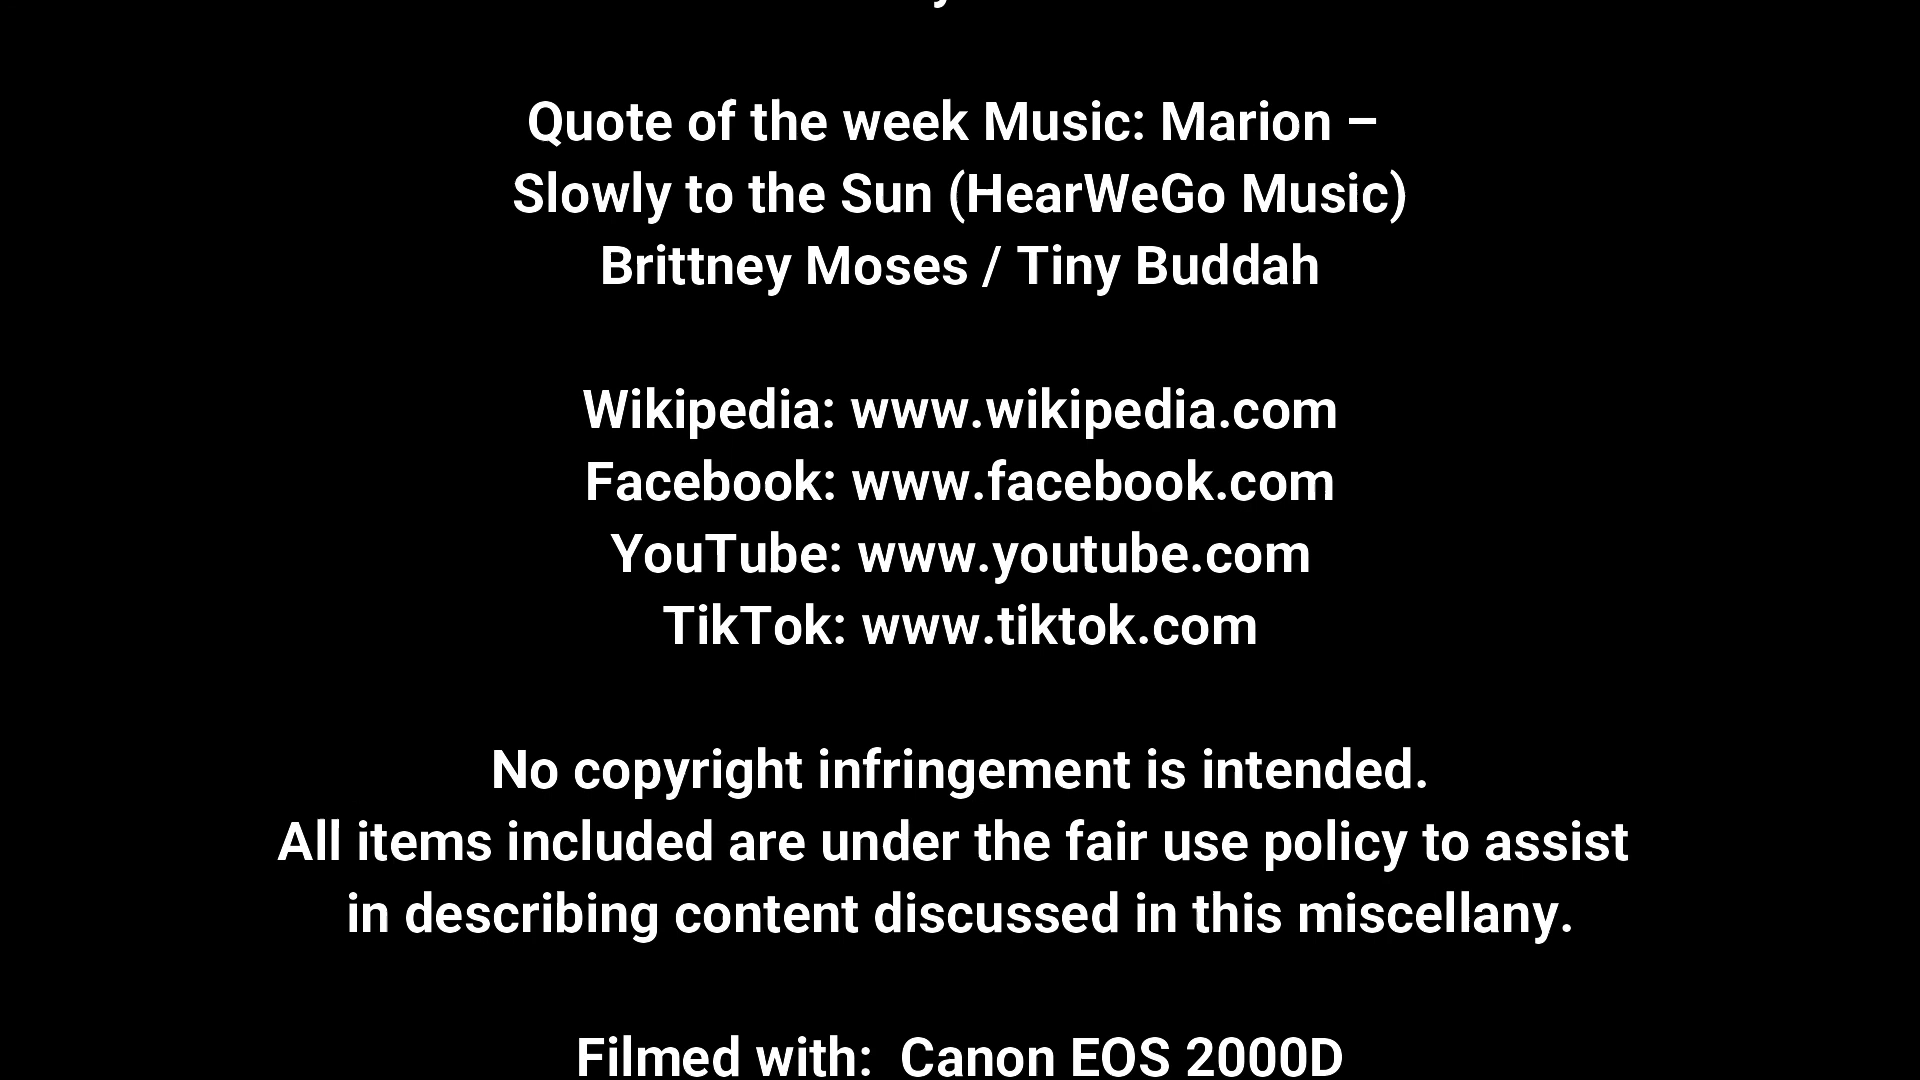 Quote of the week Music: Marion –
Slowly to the Sun (HearWeGo Music)
Brittney Moses / Tiny Buddah
Wikipedia: www.wikipedia.com
Facebook: www.facebook.com
YouTube: www.youtube.com
TikTok: www.tiktok.com
No copyright infringement is intended.
All items included are under the fair use policy to assist
in describing content discussed in this miscellany.
Filmed with:  Canon EOS 2000D